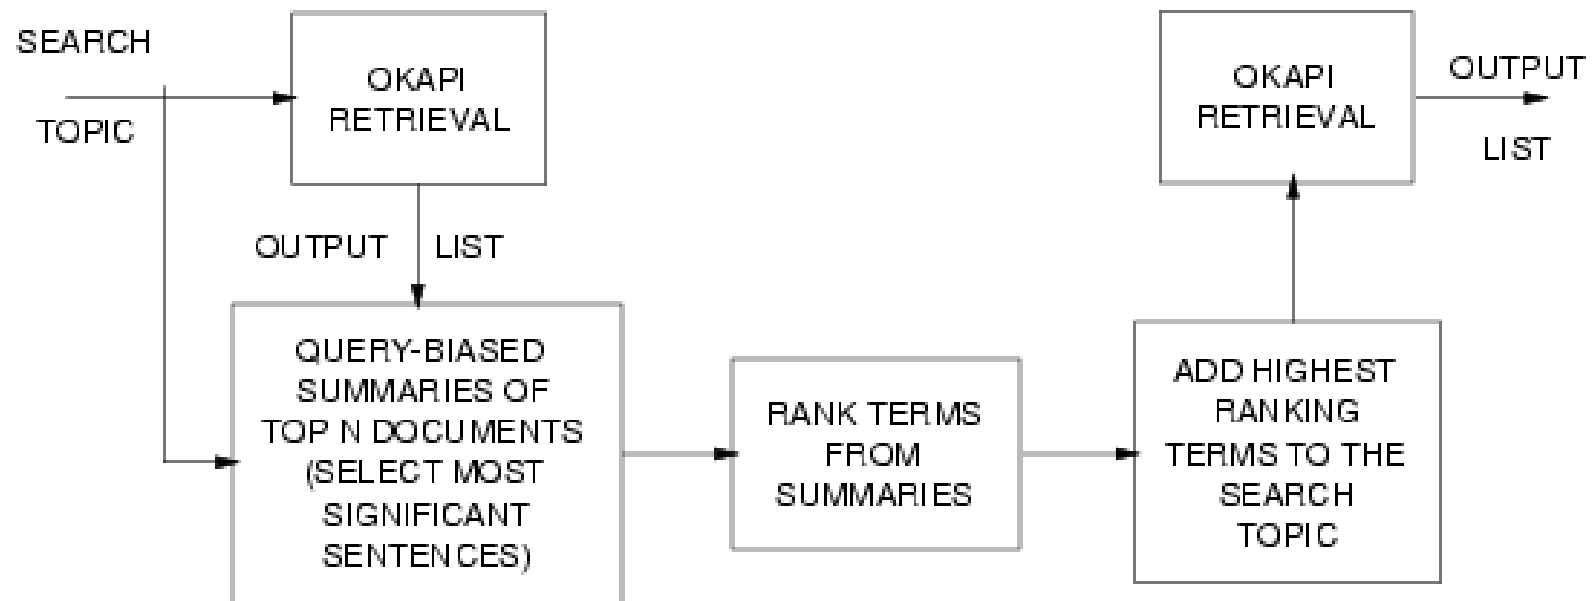 SEARCH
TOPIC
OKAPI
RETRIEVAL
OUTPUT LIST
QUERY-BIASED
SUMMARIES OF
TOP N DOCUMENTS
(SELECT MOST
SIGNIFICANT
SENTENCES)
RANK TERMS
FROM
SUMMARIES
ADD HIGHEST
RANKING
TERMS TO THE
SEARCH
TOPIC
OKAPI
RETRIEVAL
OUTPUT
LIST